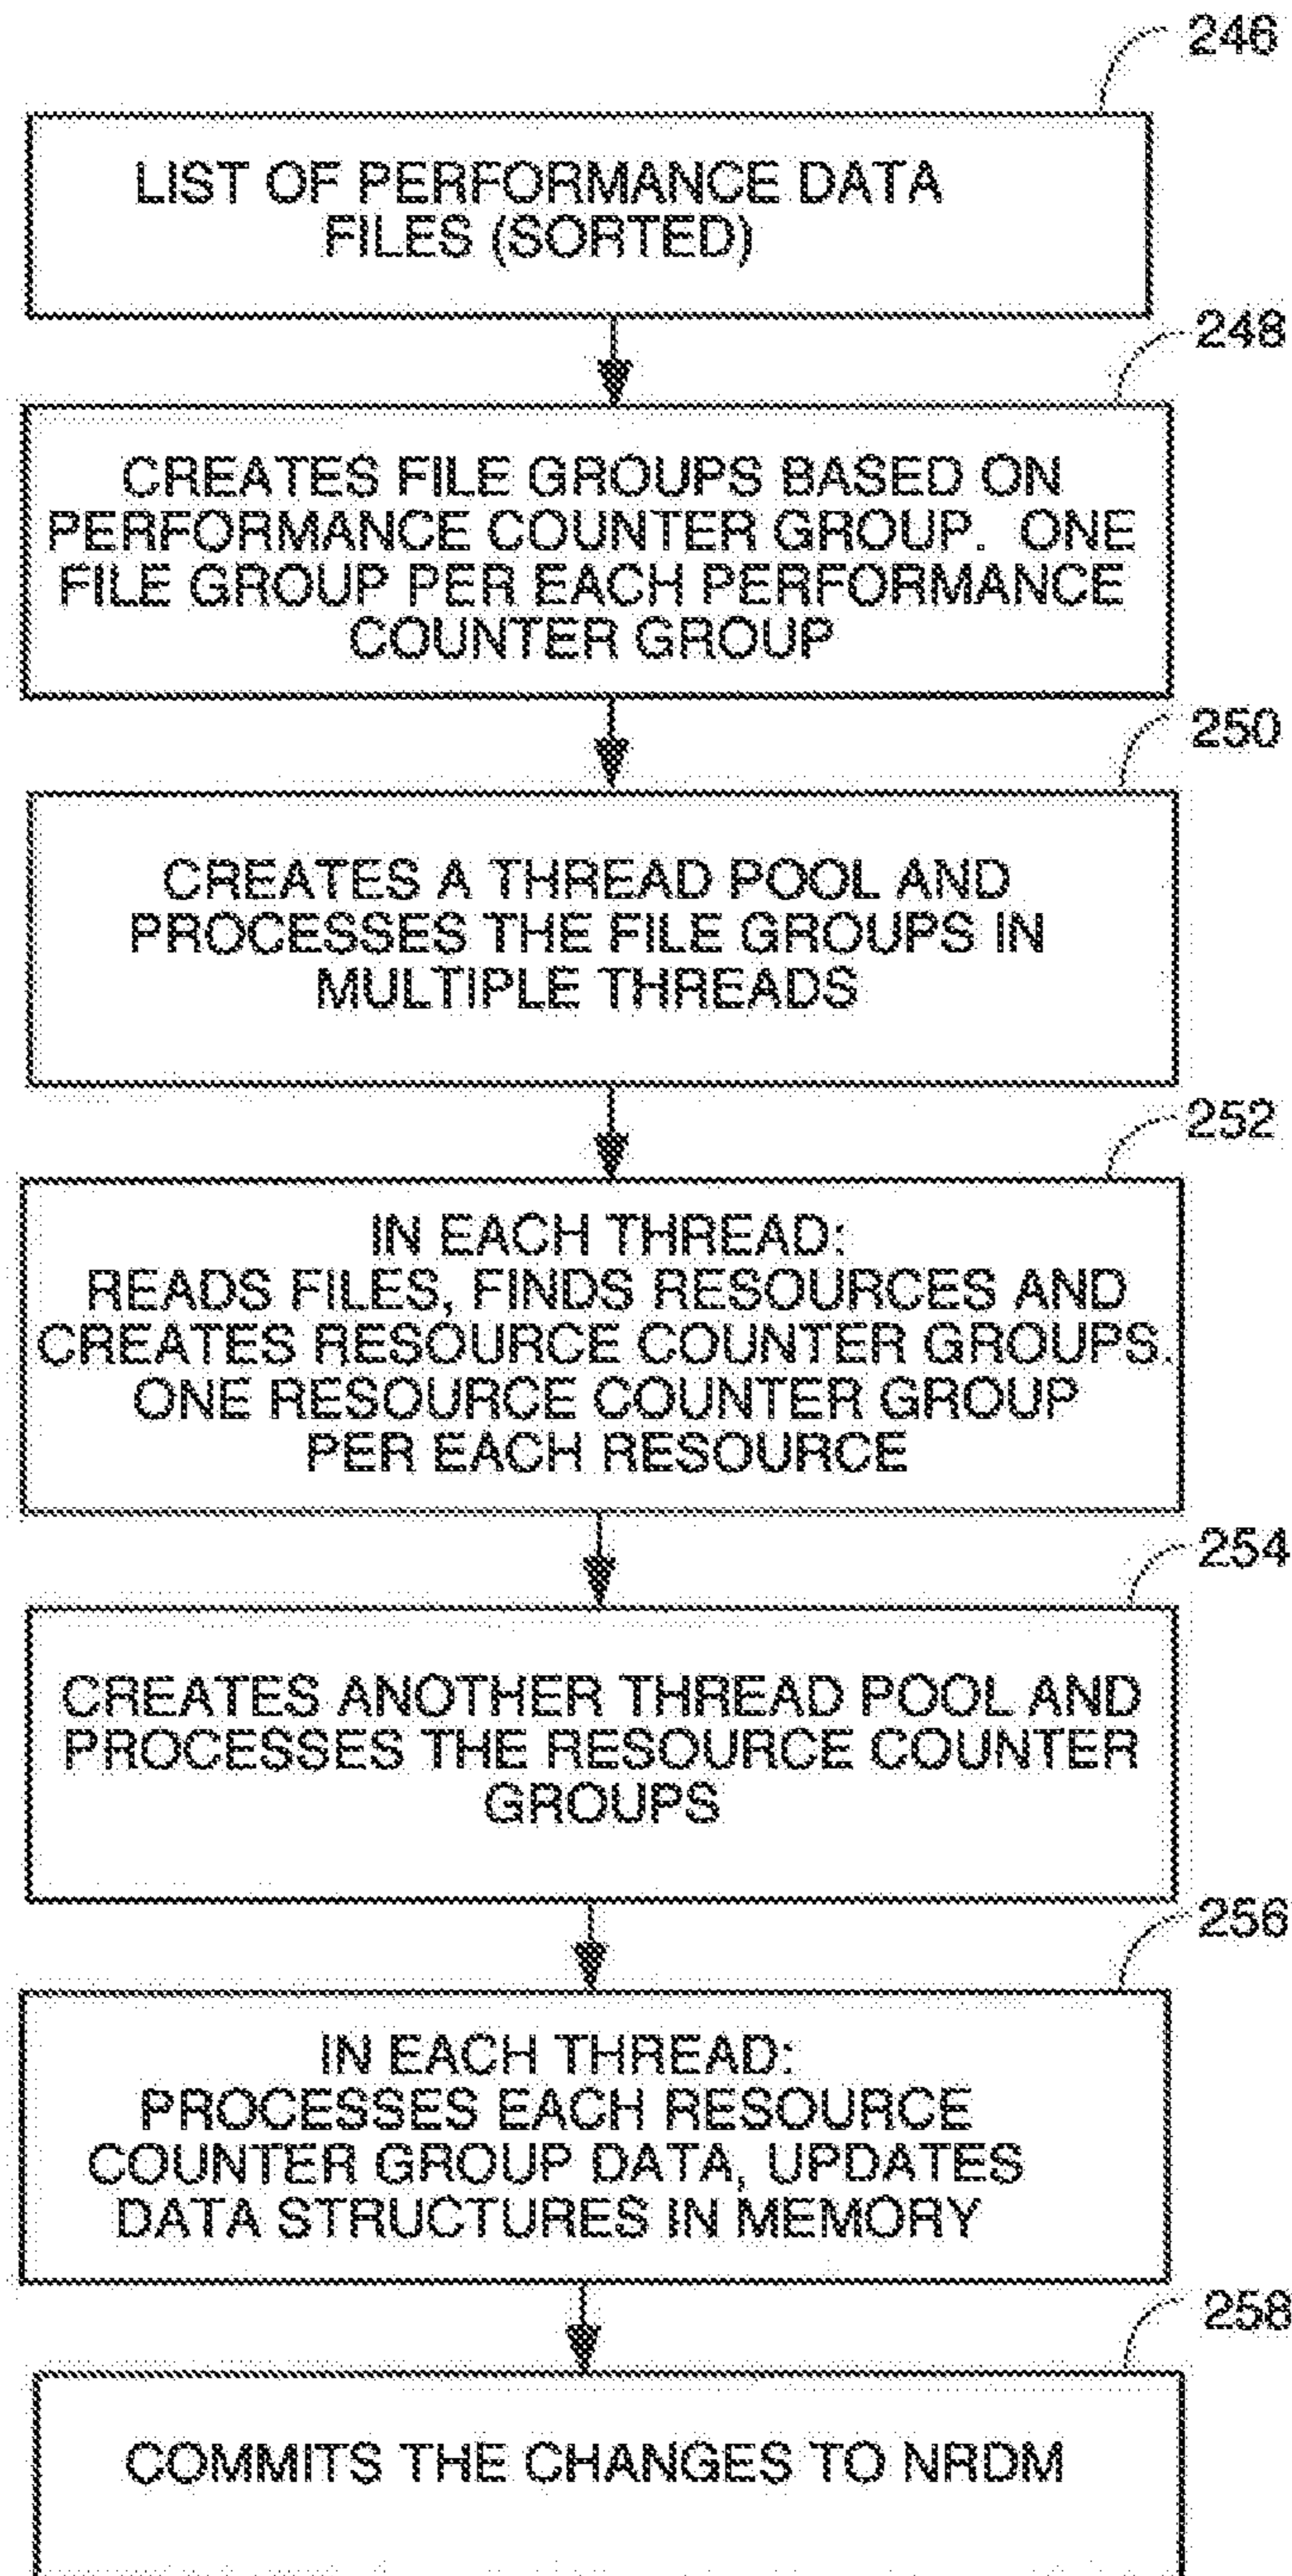 246
LIST OF PERFORMANCE DATA
FILES (SORTED)
248
CREATES FILE GROUPS BASED ON
PERFORMANCE COUNTER GROUP. ONE
FILE GROUP PER EACH PERFORMANCE
COUNTER GROUP
250
CREATES A THREAD POOL AND
PROCESSES THE FILE GROUPS IN
MULTIPLE THREADS
252
IN EACH THREAD:
READS FILES, FINDS RESOURCES AND
CREATES RESOURCE COUNTER GROUPS.
ONE RESOURCE COUNTER GROUP
PER EACH RESOURCE
254
CREATES ANOTHER THREAD POOL AND
PROCESSES THE RESOURCE COUNTER
GROUPS
256
IN EACH THREAD:
PROCESSES EACH RESOURCE
COUNTER GROUP DATA, UPDATES
DATA STRUCTURES IN MEMORY
258
COMMITS THE CHANGES TO NRDM